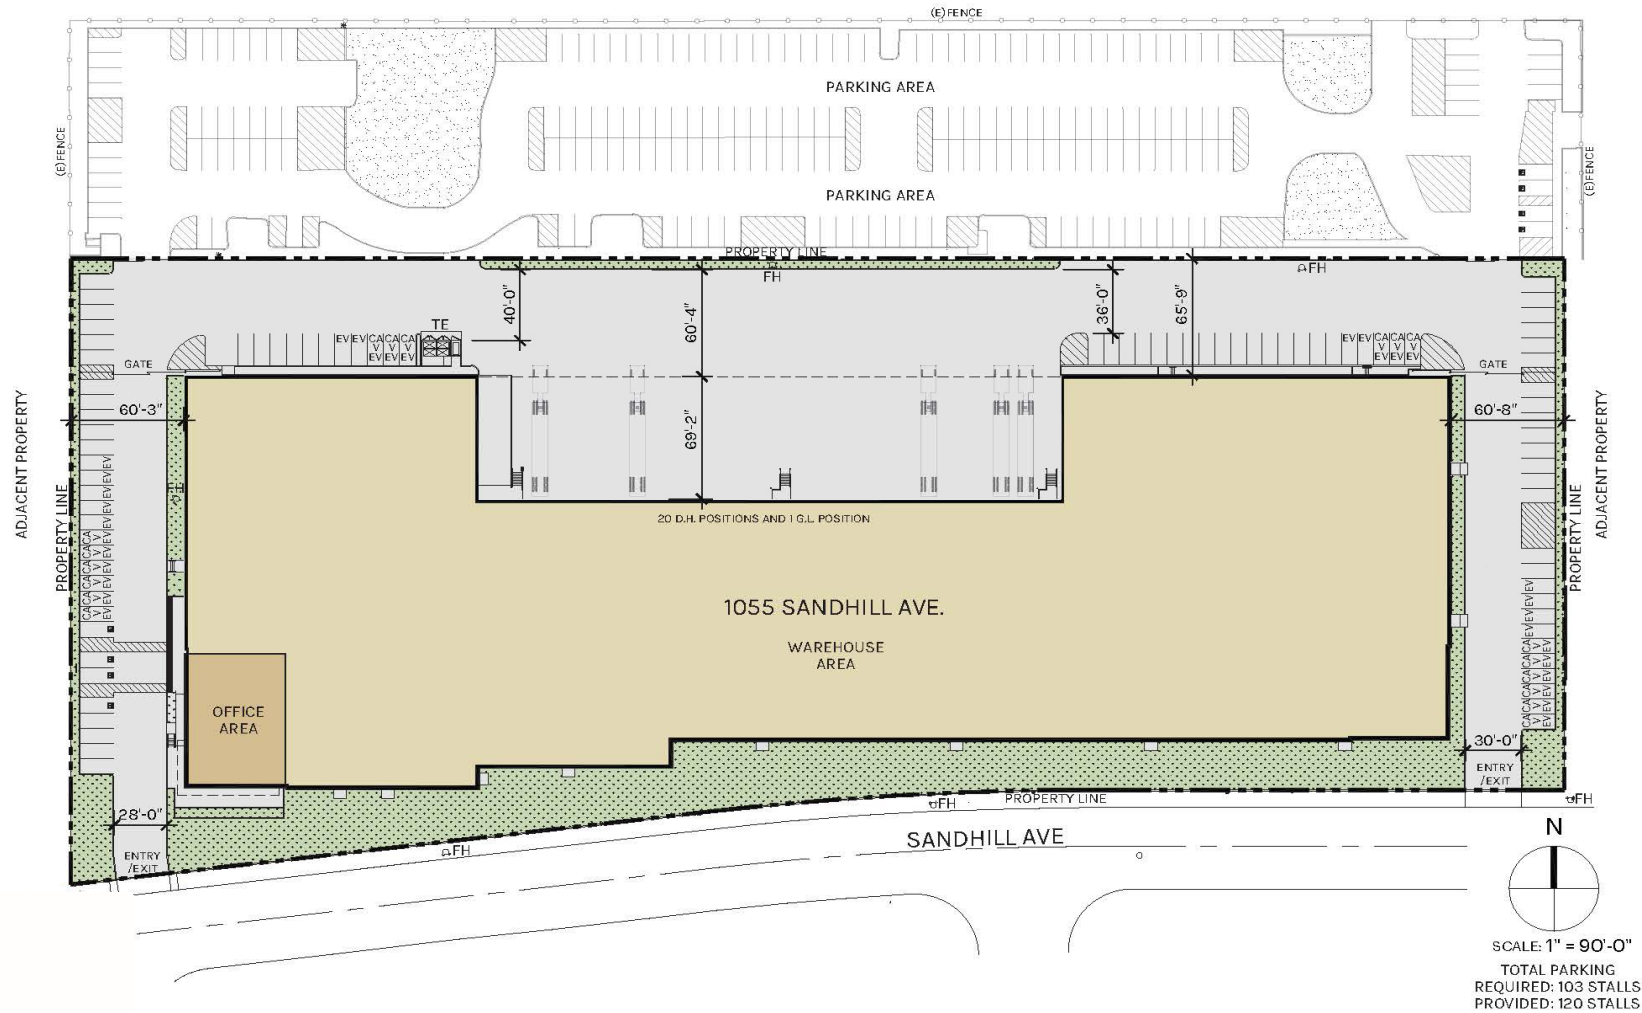 (E)FENCE
PARKING AREA
(E)FENCE
(E)FENCE
PARKING AREA
PROPERTY LINE
FH
FH
40'-0"
60'-4"
36'-0"
65'-9"
TE
EV EV CA CA CA
V V V
EV EV EV
EV EV CA CA CA
V V V
EV EV EV
GATE
GATE
60'-3"
60'-8"
69'-2"
ADJACENT PROPERTY
PROPERTY LINE
FH
PROPERTY LINE
ADJACENT PROPERTY
20 D.H. POSITIONS AND 1 G.L. POSITION
1055 SANDHILL AVE.
WAREHOUSE
AREA
OFFICE
AREA
30'-0"
ENTRY
/EXIT
28'-0"
ENTRY
/EXIT
FH
PROPERTY LINE
FH
FH
SANDHILL AVE
N
SCALE: 1" = 90'-0"
TOTAL PARKING
REQUIRED: 103 STALLS
PROVIDED: 120 STALLS